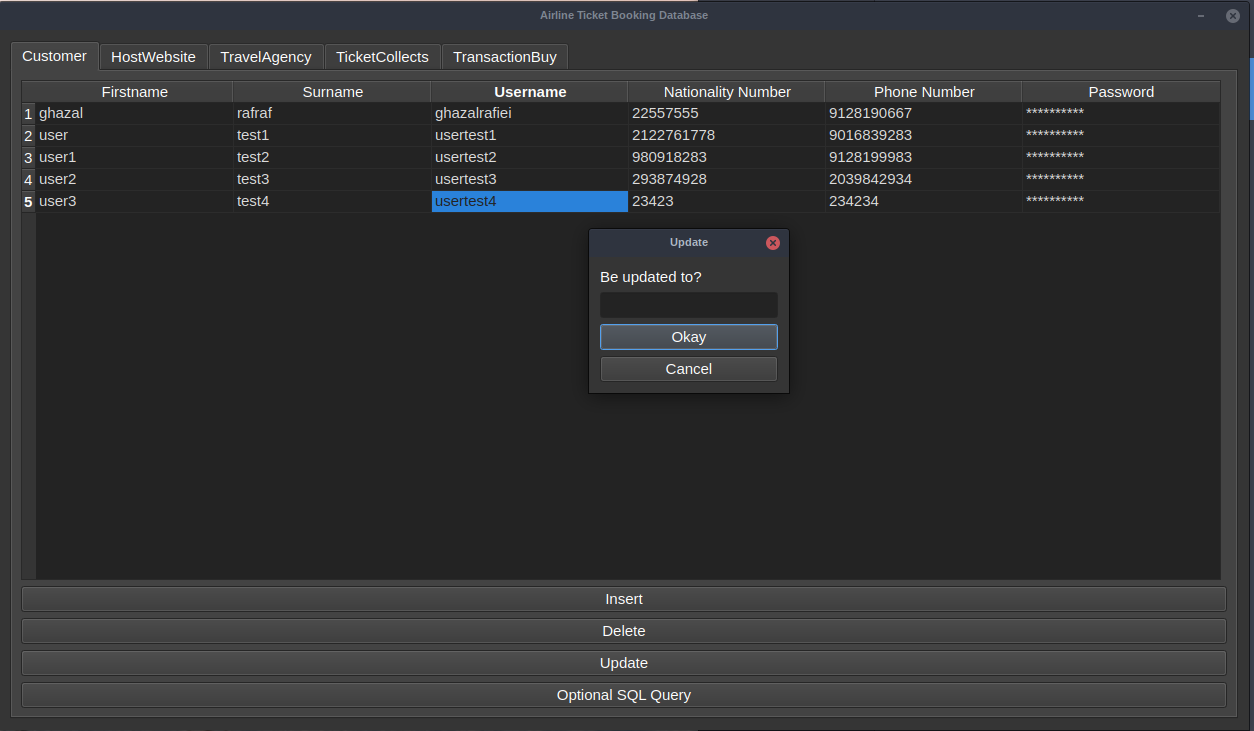 Airline Ticket Booking Database
Customer HostWebsite TravelAgency TicketCollects TransactionBuy
Firstname Surname Username Nationality Number Phone Number Password
1 ghazal rafraf ghazalrafiei 22557555 9128190667 **********
2 user test1 usertest1 2122761778 9016839283 **********
3 user1 test2 usertest2 980918283 9128199983 **********
4 user2 test3 usertest3 293874928 2039842934 **********
5 user3 test4 usertest4 23423 234234 **********
Update
Be updated to?
Okay
Cancel
Insert
Delete
Update
Optional SQL Query